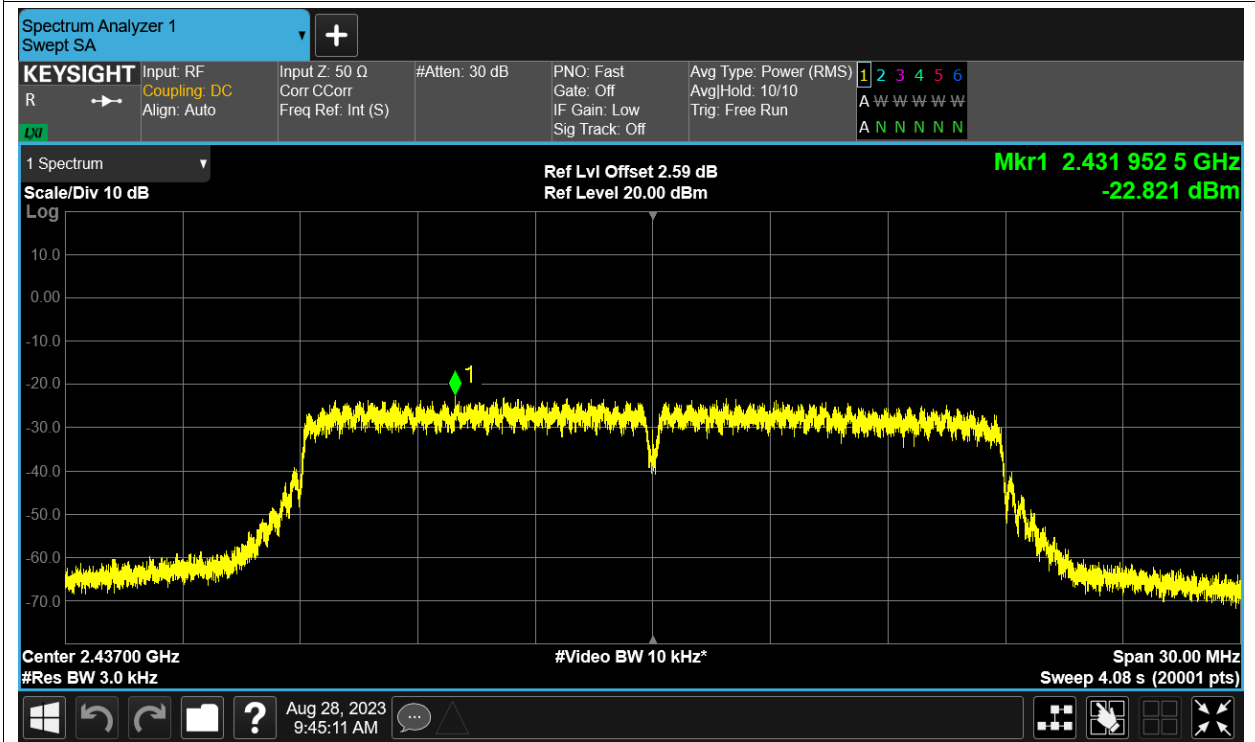 Spectrum Analyzer 1
Swept SA
+
KEYSIGHT
R
LXI
Input: RF
Coupling: DC
Align: Auto
Input Z: 50 Ω
Corr CCorr
Freq Ref: Int (S)
#Atten: 30 dB
PNO: Fast
Gate: Off
IF Gain: Low
Sig Track: Off
Avg Type: Power (RMS)
Avg|Hold: 10/10
Trig: Free Run
1 2 3 4 5 6
A W W W W W
A N N N N N
1 Spectrum
Scale/Div 10 dB
Log
Ref Lvl Offset 2.59 dB
Ref Level 20.00 dBm
Mkr1 2.431 952 5 GHz
-22.821 dBm
10.0
0.00
-10.0
-20.0
-30.0
-40.0
-50.0
-60.0
-70.0
1
Center 2.43700 GHz
#Res BW 3.0 kHz
#Video BW 10 kHz*
Span 30.00 MHz
Sweep 4.08 s (20001 pts)
?
Aug 28, 2023
9:45:11 AM